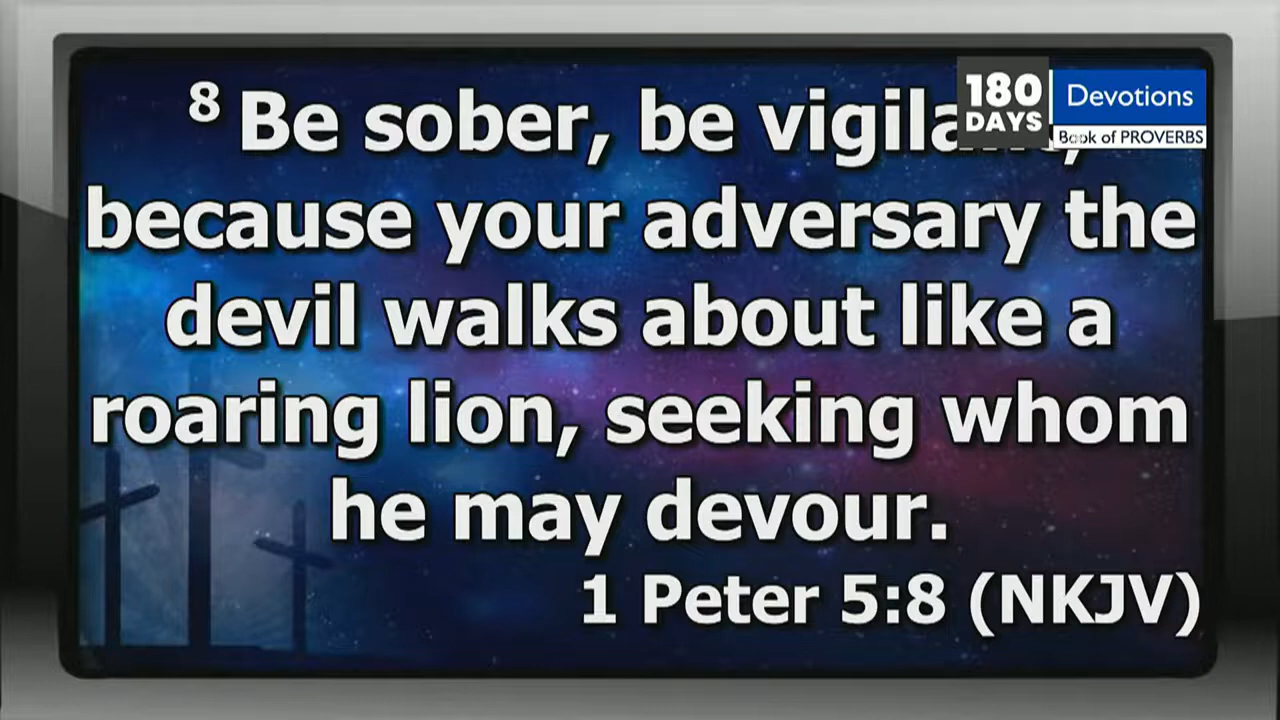 8 Be sober, be
because your adversary the
devil walks about like a
roaring lion, seeking whom
he may devour.
1 Peter 5:8 (NKJV)
180
DAYS
Devotions
Book of PROVERBS